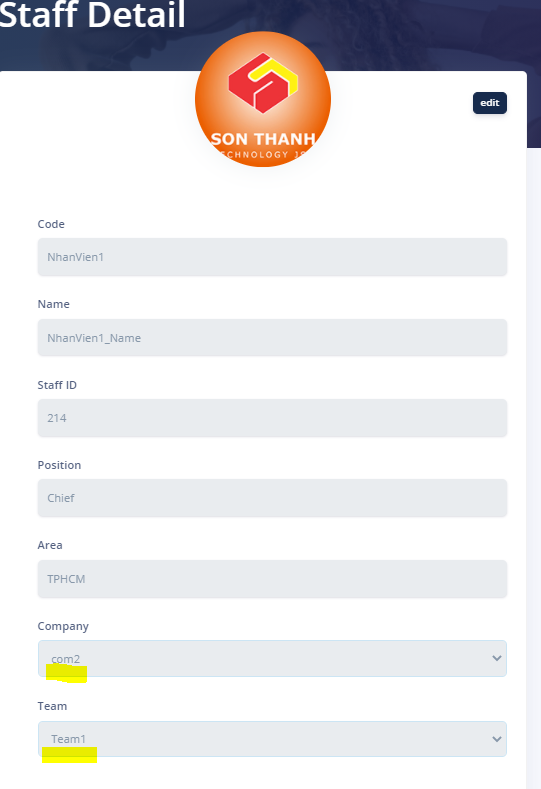 Staff Detail
SON THANH
CHNOLOGY
edit
Code
NhanVien1
Name
NhanVien1_Name
Staff ID
214
Position
Chief
Area
TPHCM
Company
com2
Team
Team1